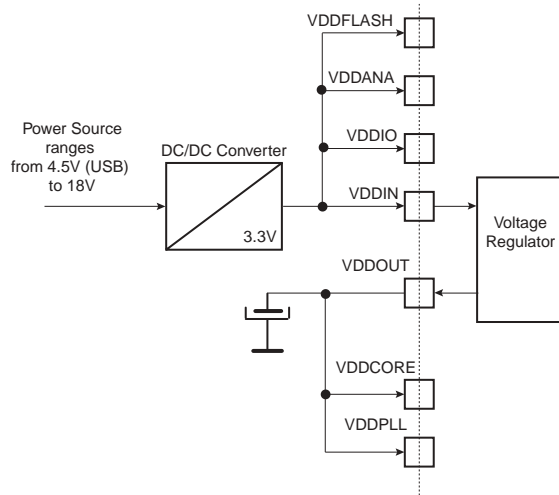 VDDFLASH
VDDANA
Power Source
ranges
from 4.5V (USB)
to 18V
DC/DC Converter
VDDIO
VDDIN
3.3V
Voltage
Regulator
VDDOUT
VDDCORE
VDDPLL